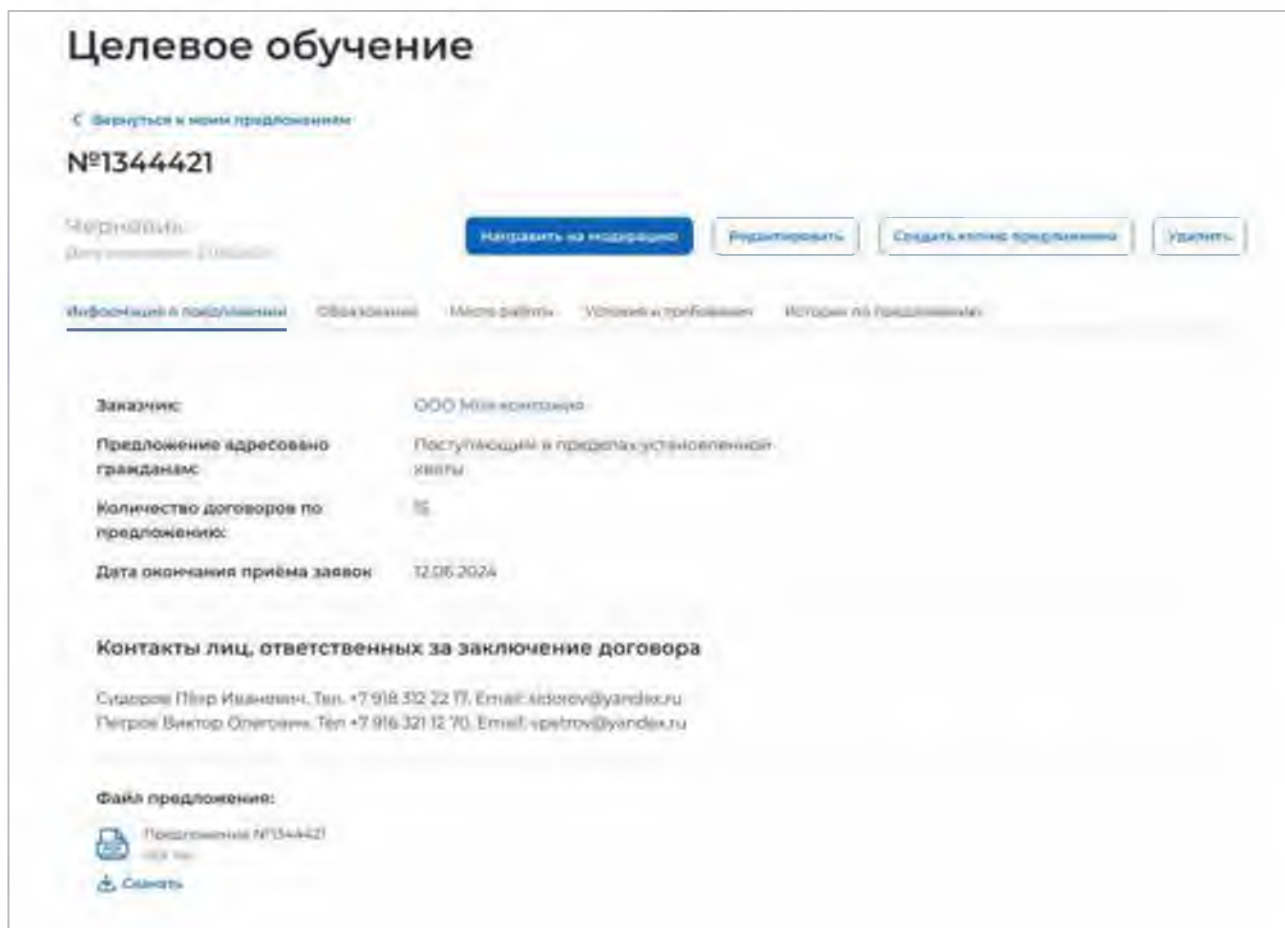 Целевое обучение
Вернуться к моим предложениям
№1344421
Черновик
Направить на модерацию
Редактировать
Создать копию предложения
Удалить
Информация о предложении
Образование
Место работы
Условия и требования
История по предложению
Заказчик:
ООО Моя компания
Предложение адресовано
гражданам:
Поступающим в пределах установленной
квоты
Количество договоров по
предложению:
15
Дата окончания приёма заявок
12.06.2024
Контакты лиц, ответственных за заключение договора
Сидоров Пётр Иванович, Тел. +7 918 312 22 17, Email: sidorov@yandex.ru
Петров Виктор Олегович, Тел +7 916 321 12 70, Email: vpetrov@yandex.ru
Файл предложения:
Предложение №1344421
Скачать